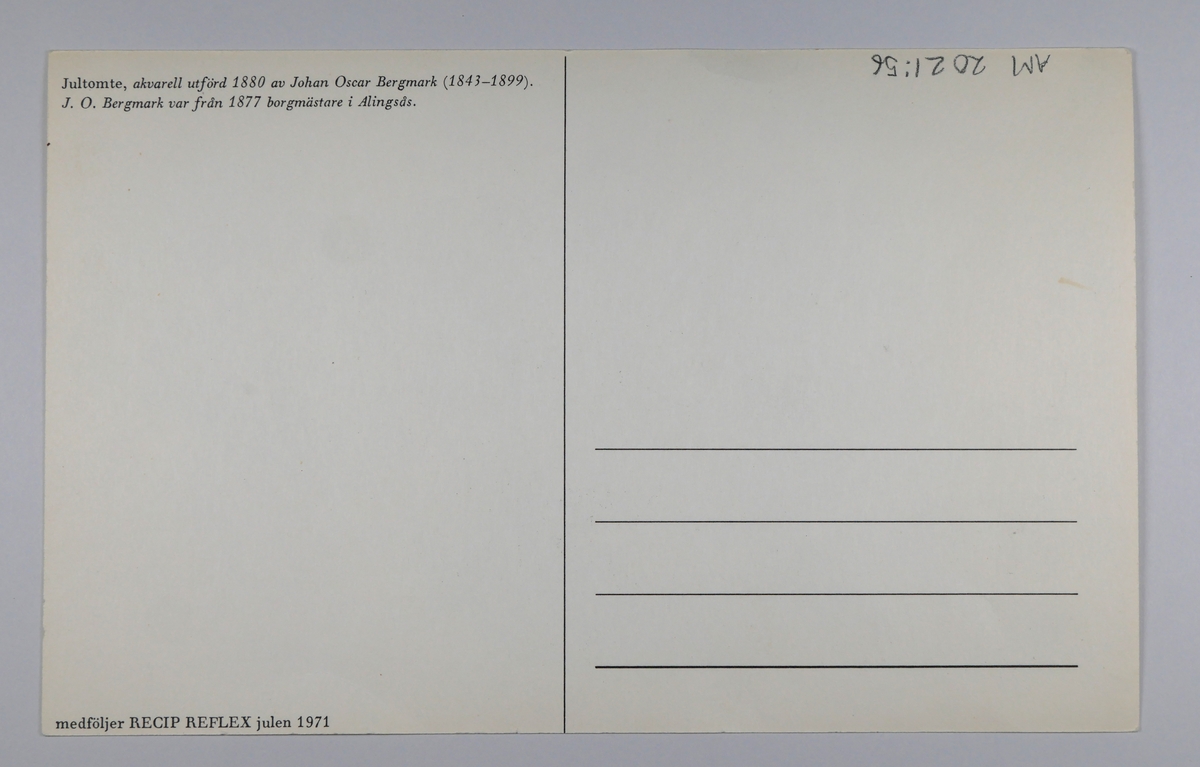 Jultomte, akvarell utförd 1880 av Johan Oscar Bergmark (1843–1899).
J. O. Bergmark var från 1877 borgmästare i Alingsås.
AM 2021:56
medföljer RECIP REFLEX julen 1971